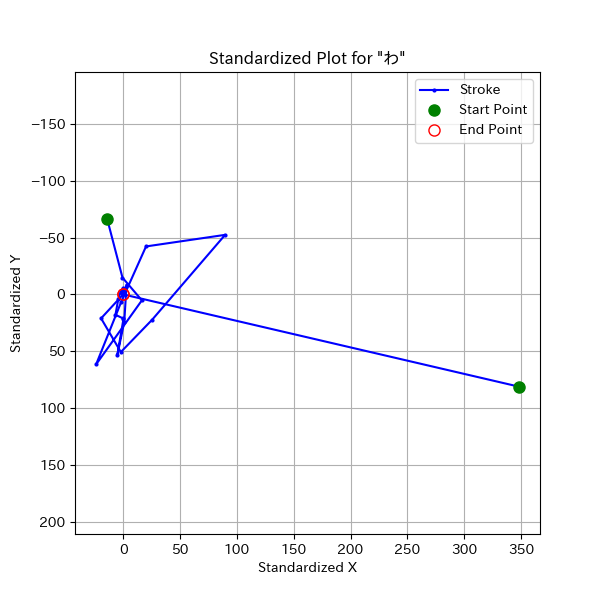 Standardized Plot for "わ"
Stroke
Start Point
End Point
Standardized Y
−150
−100
−50
0
50
100
150
200
0 50 100 150 200 250 300 350
Standardized X